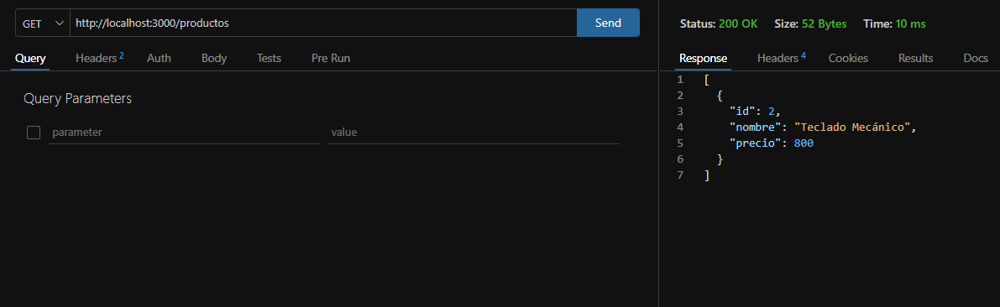 GET http://localhost:3000/productos Send
Query Headers 2 Auth Body Tests Pre Run
Query Parameters
parameter value
Status: 200 OK Size: 52 Bytes Time: 10 ms
Response Headers 4 Cookies Results Docs
1 [
2 {
3 "id": 2,
4 "nombre": "Teclado Mecánico",
5 "precio": 800
6 }
7 ]